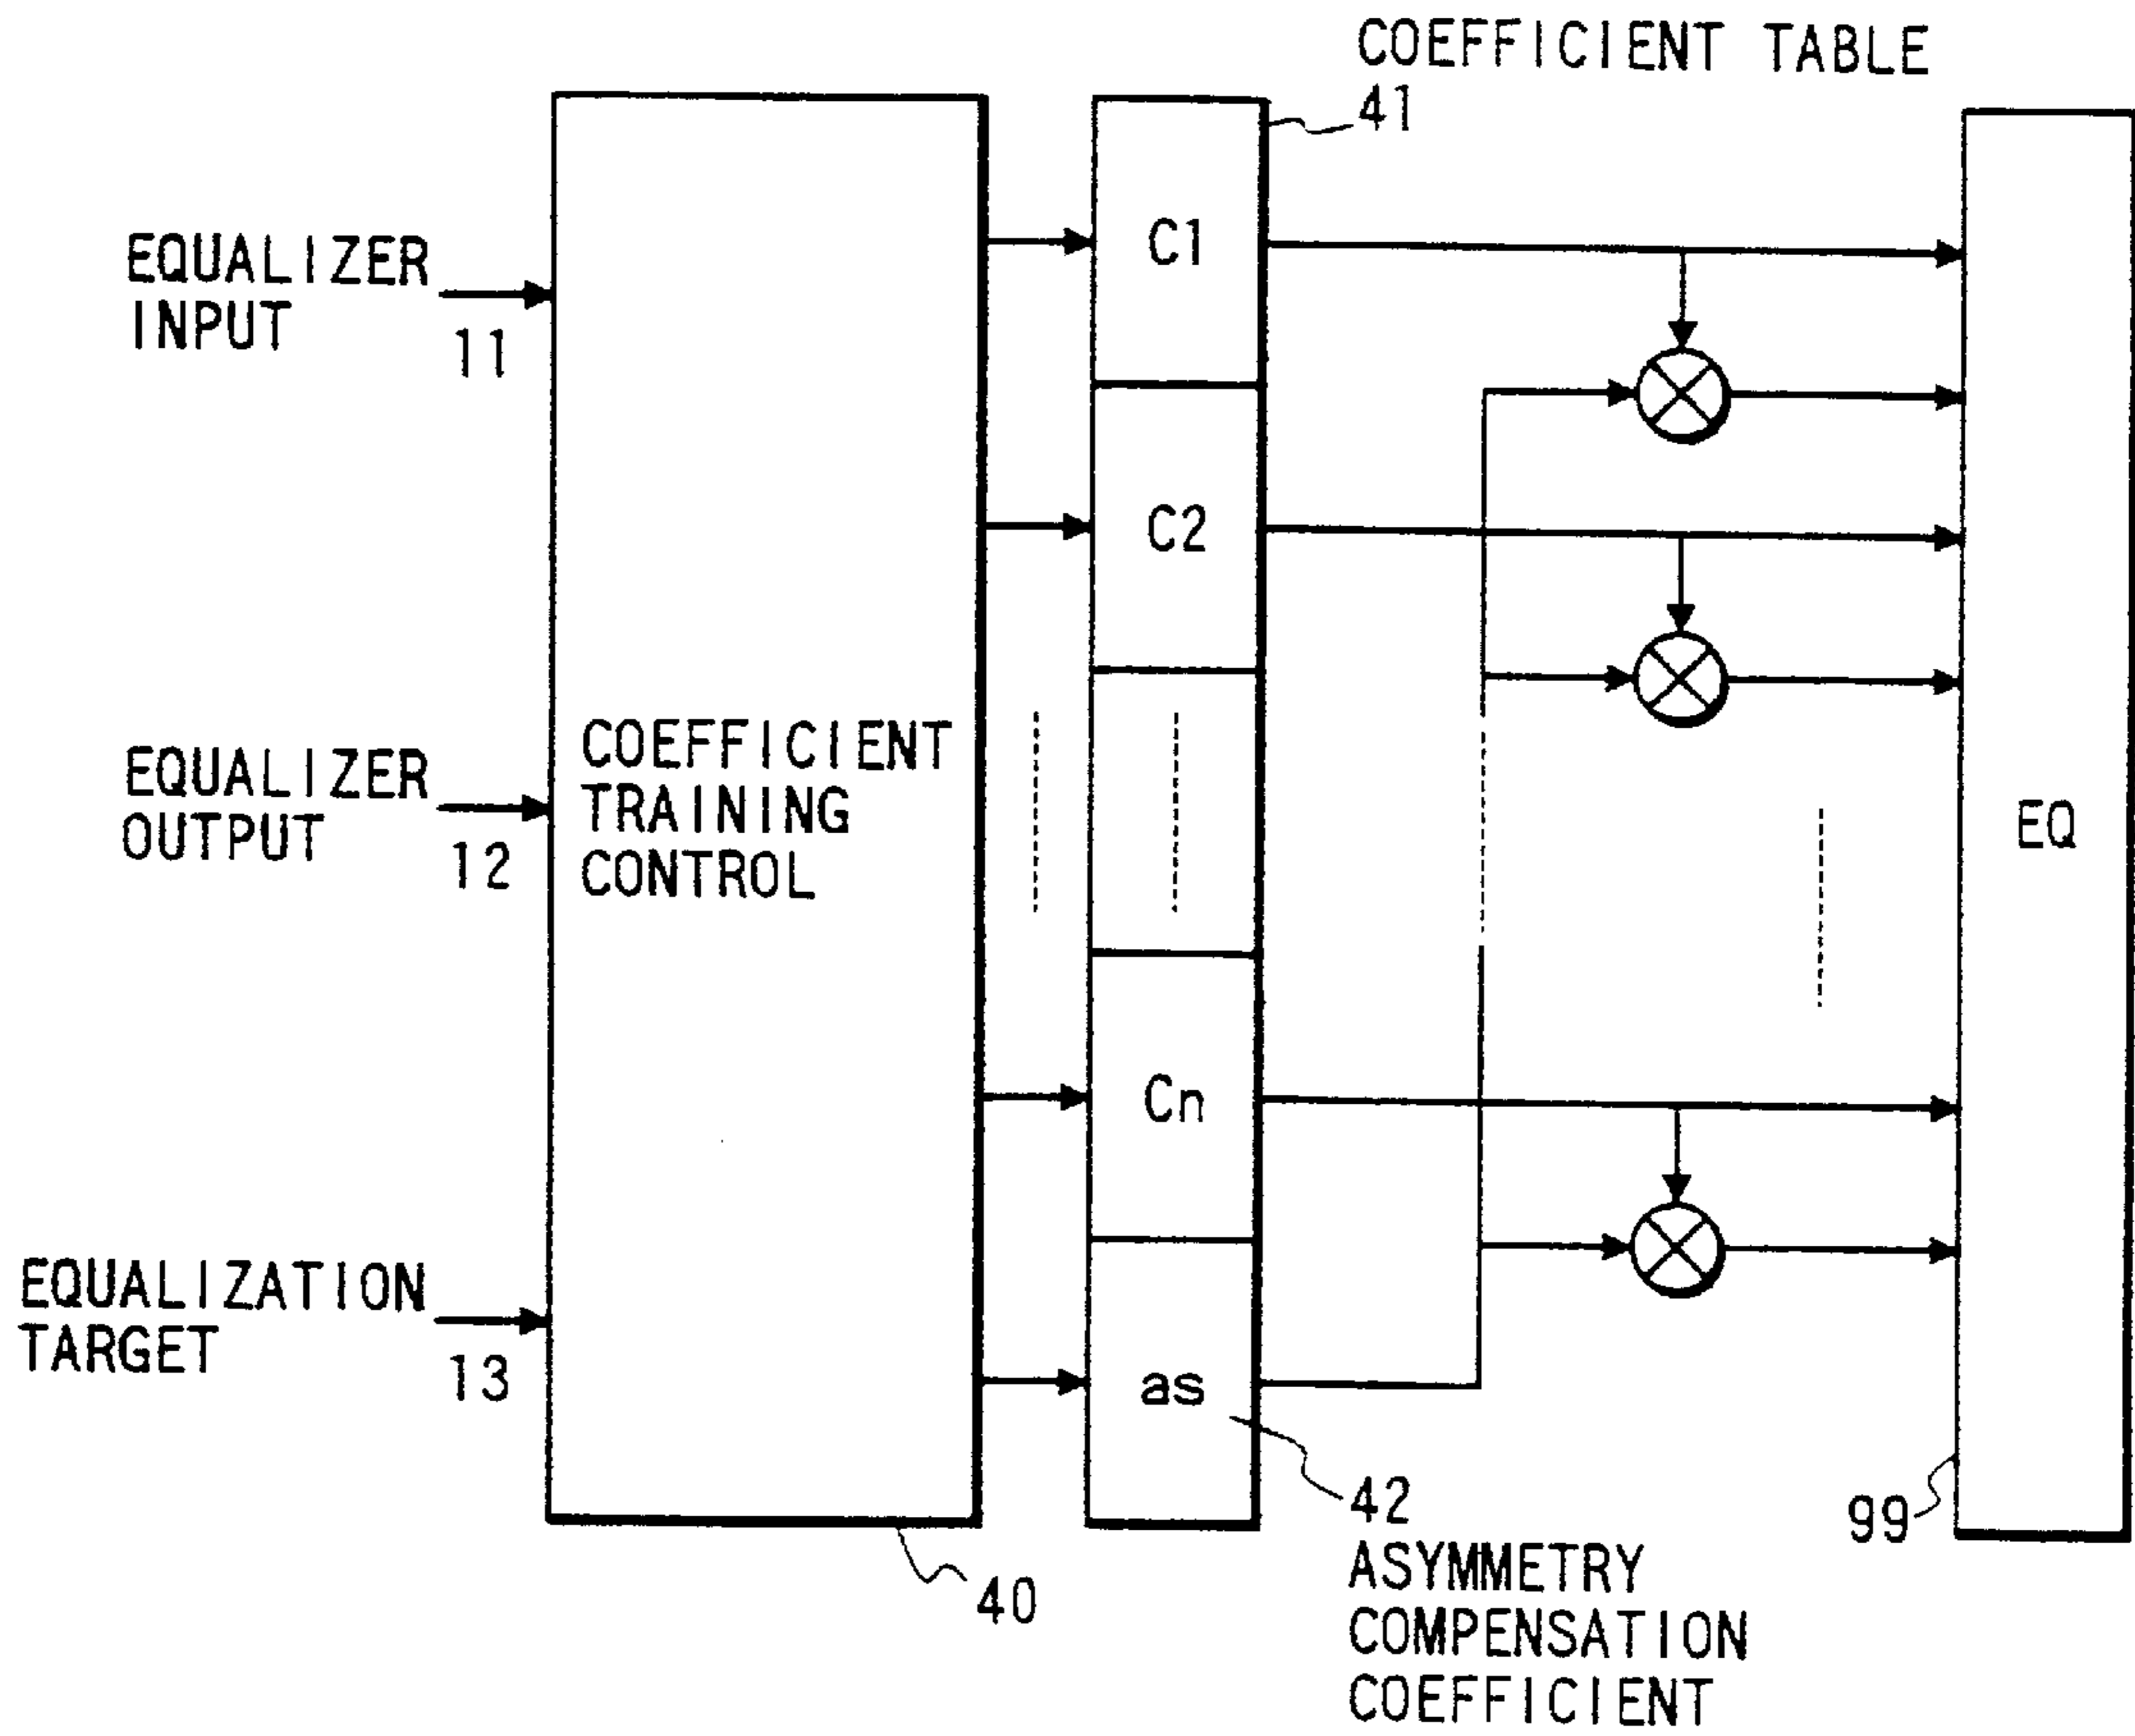 COEFFICIENT TABLE
41
EQUALIZER
INPUT
11
C1
C2
EQUALIZER
OUTPUT
12
COEFFICIENT
TRAINING
CONTROL
EQ
Cn
EQUALIZATION
TARGET
13
as
42
ASYMMETRY
COMPENSATION
COEFFICIENT
99
40